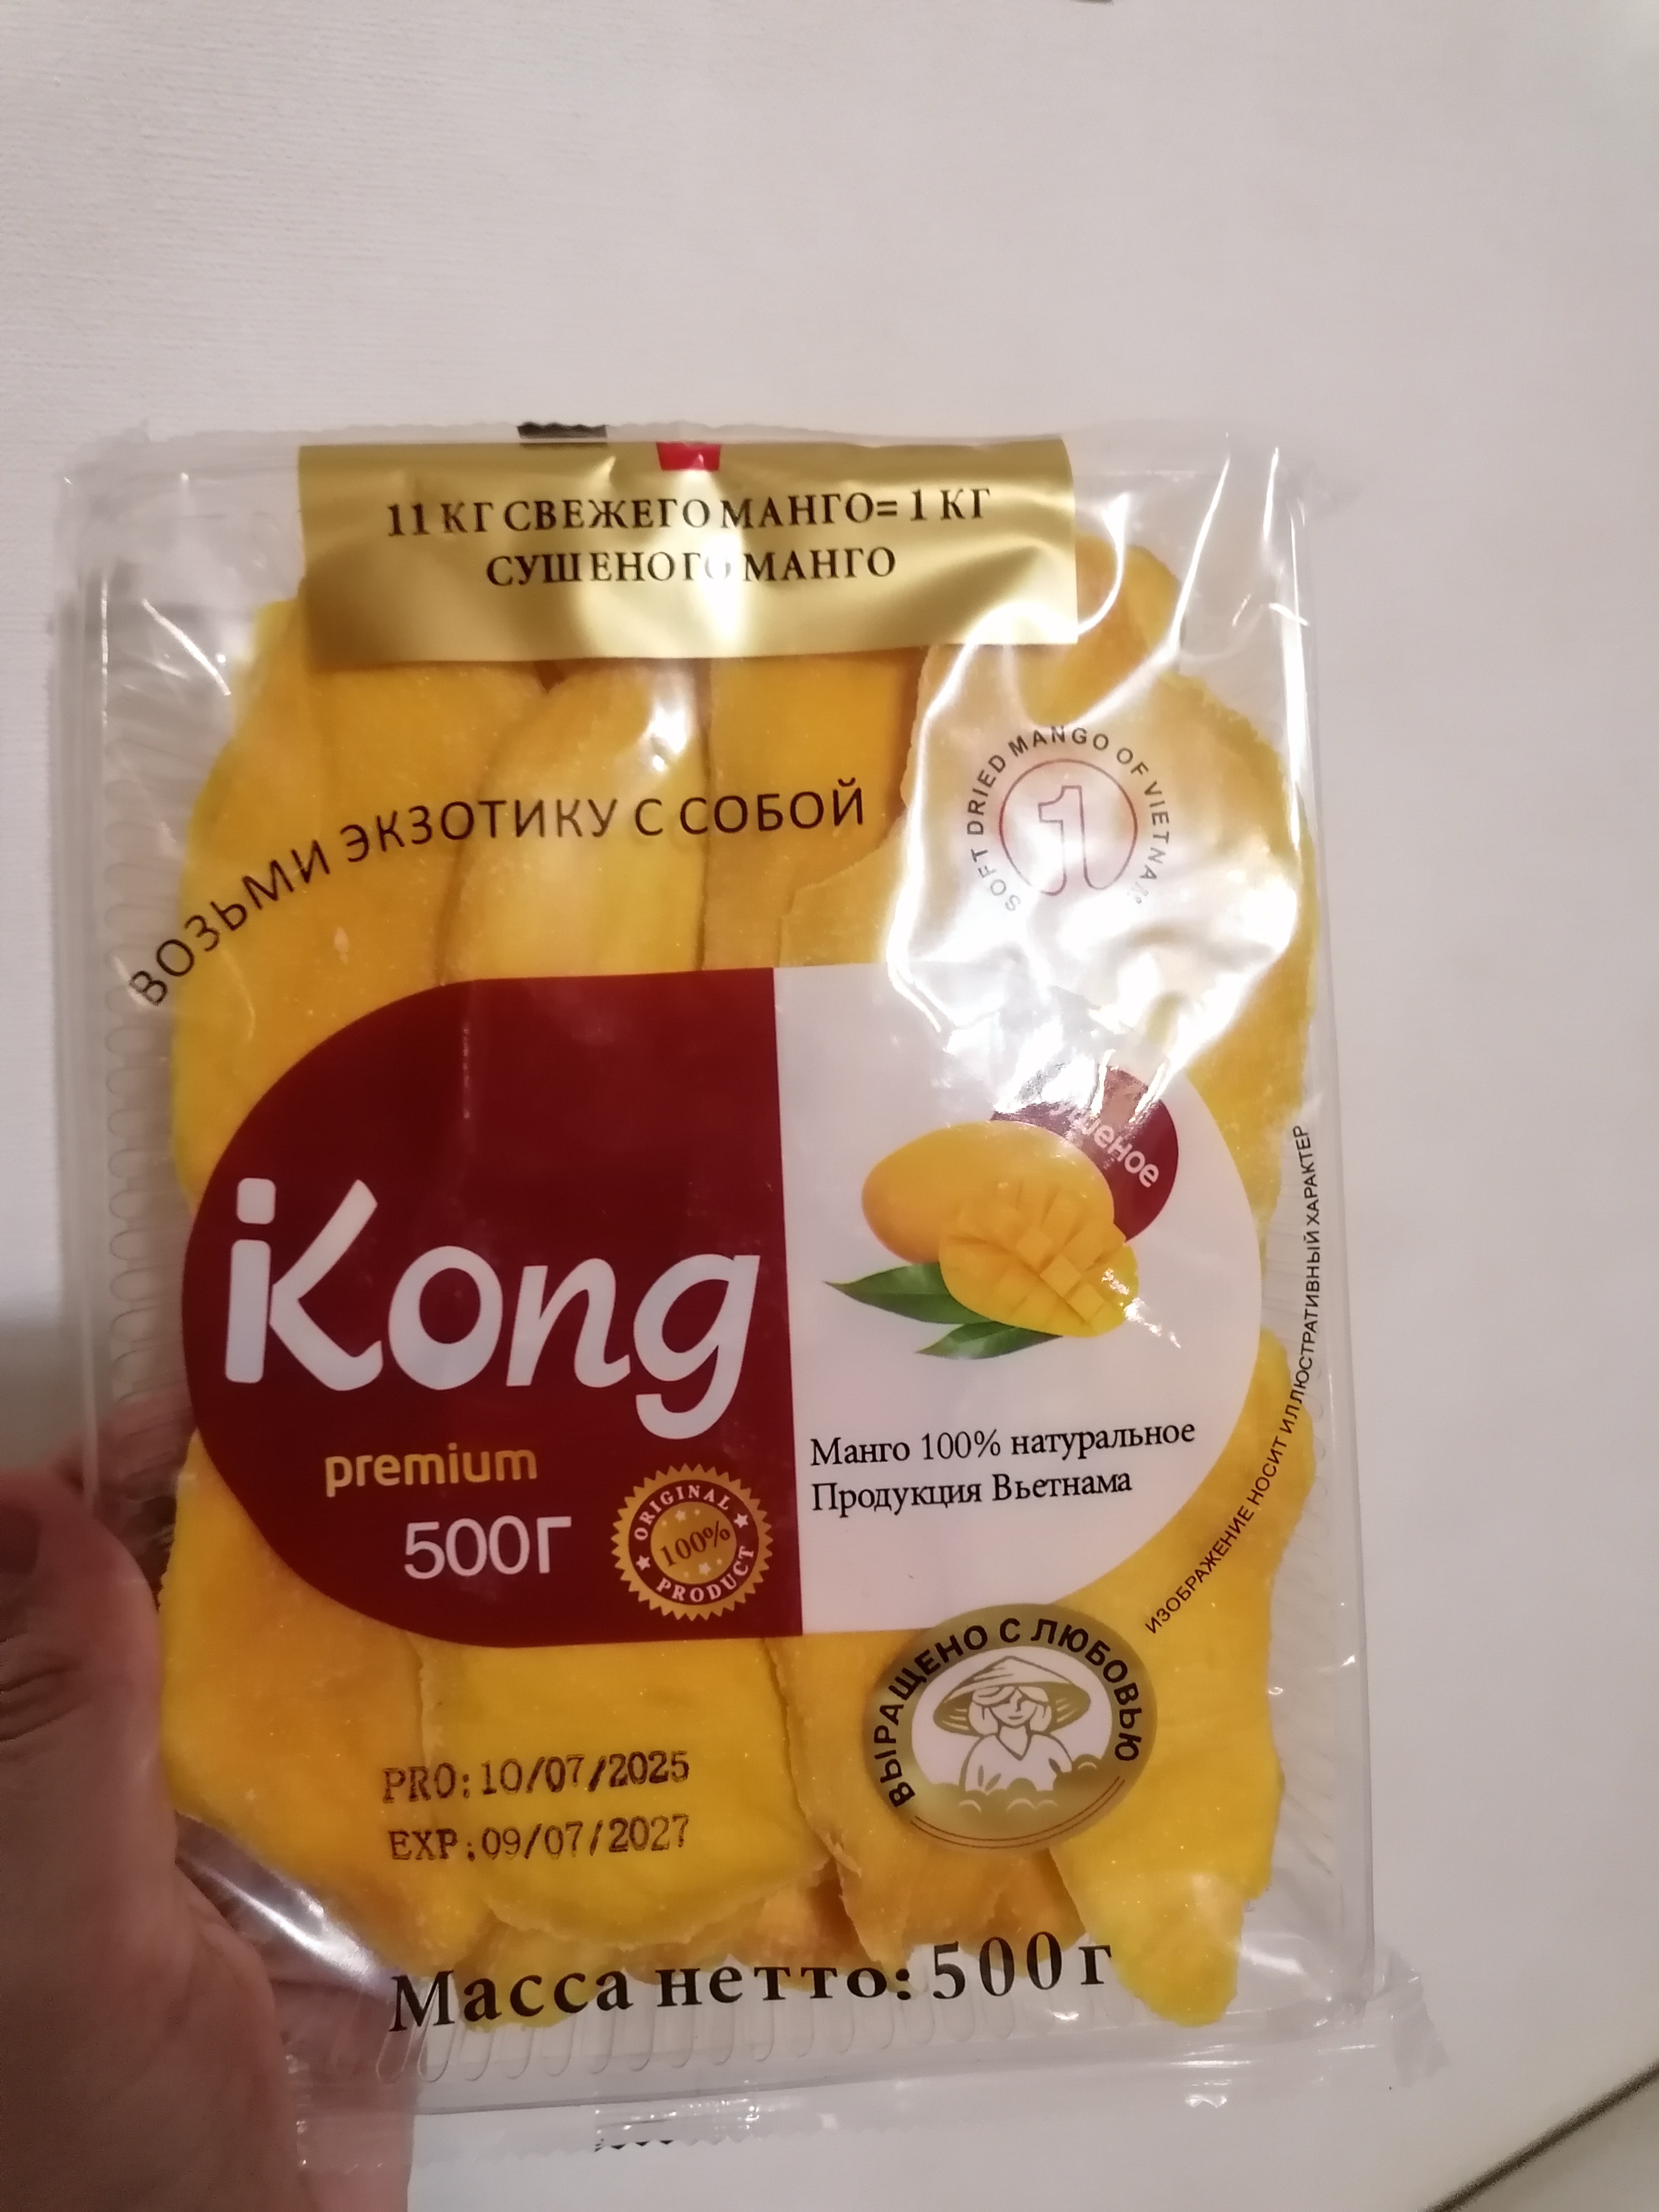 11 КГ СВЕЖЕГО МАНГО= 1 КГ
СУШЕНОГО МАНГО
SOFT DRIED MANGO OF VIETNAM
1
ВОЗЬМИ ЭКЗОТИКУ С СОБОЙ
сушеное
iKong
premium
500Г
ORIGINAL
100%
PRODUCT
Манго 100% натуральное
Продукция Вьетнама
ИЗОБРАЖЕНИЕ НОСИТ ИЛЛЮСТРАТИВНЫЙ ХАРАКТЕР
ВЫРАЩЕНО С ЛЮБОВЬЮ
PRO: 10/07/2025
EXP: 09/07/2027
Масса нетто: 500г